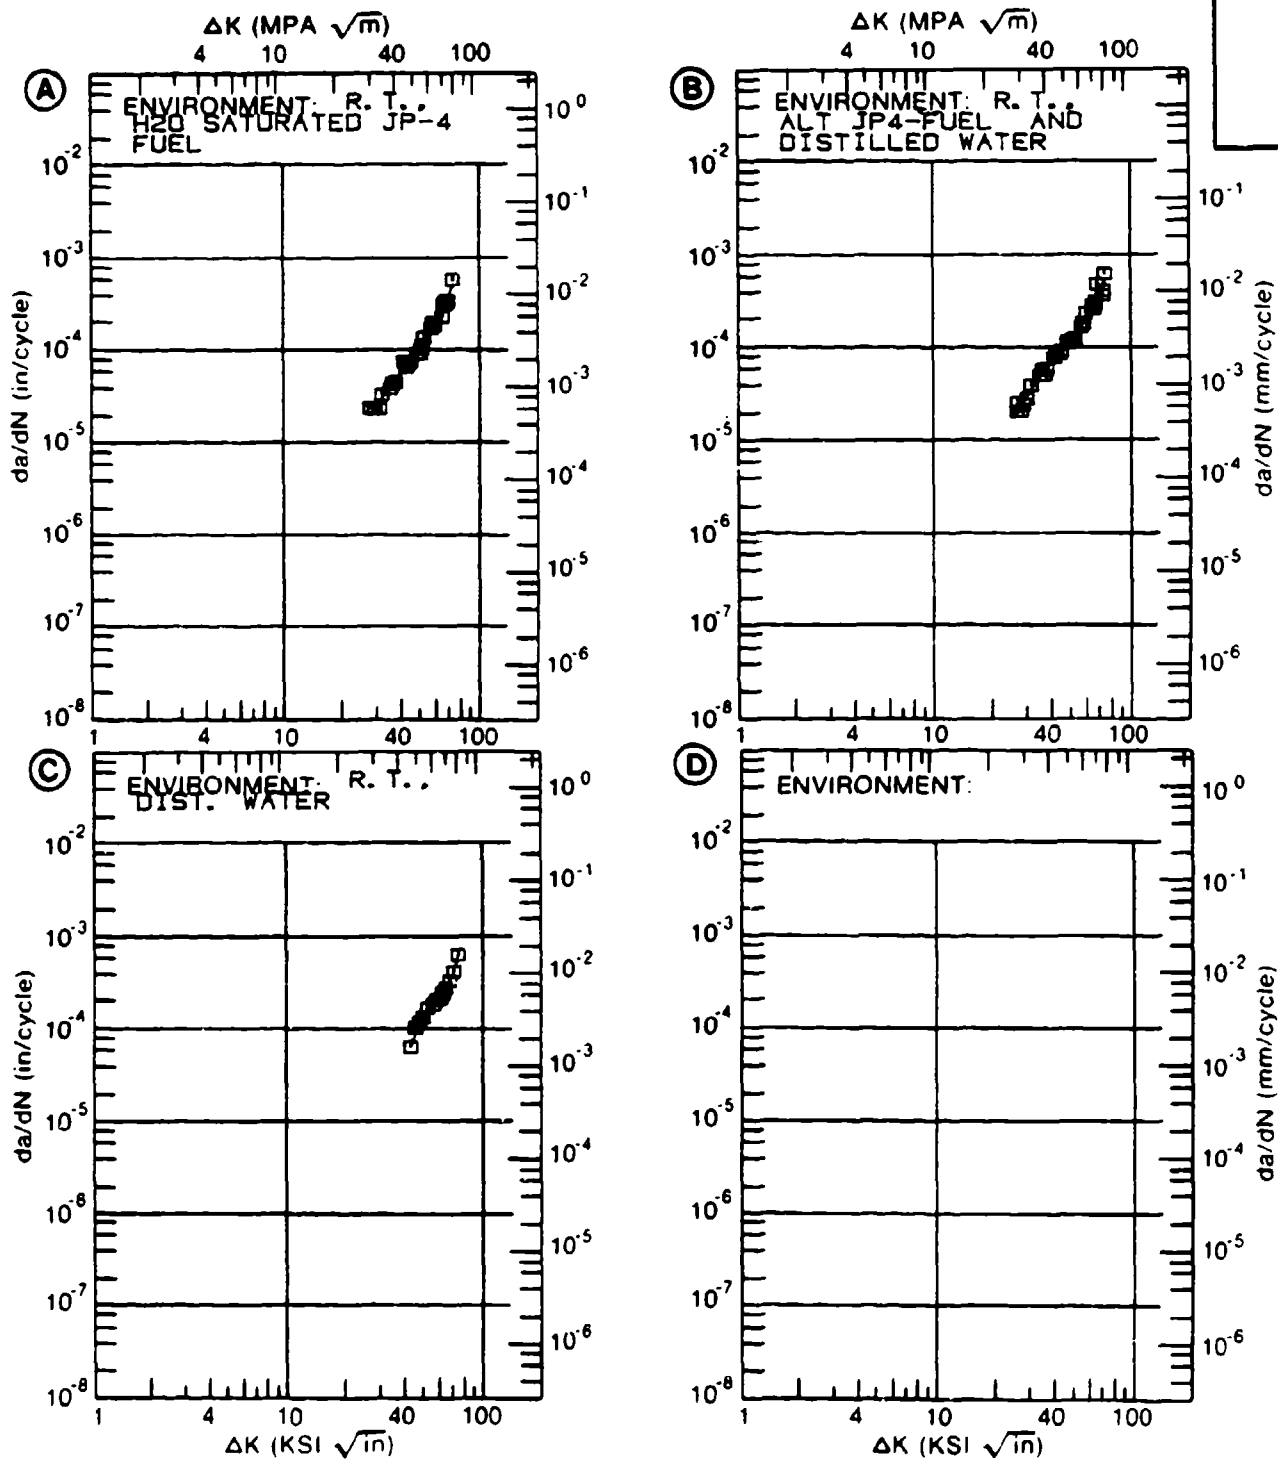 ΔK (MPA √m)
4 10 40 100
A
ENVIRONMENT: R. T.,
H2O SATURATED JP-4
FUEL
da/dN (in/cycle)
10^-2
10^-3
10^-4
10^-5
10^-6
10^-7
10^-8
10^0
10^-1
10^-2
10^-3
10^-4
10^-5
10^-6
1 4 10 40 100
ΔK (MPA √m)
4 10 40 100
B
ENVIRONMENT: R. T.,
ALT JP4-FUEL AND
DISTILLED WATER
10^-2
10^-3
10^-4
10^-5
10^-6
10^-7
10^-8
10^-1
10^-2
10^-3
10^-4
10^-5
10^-6
da/dN (mm/cycle)
1 4 10 40 100
C
ENVIRONMENT: R. T.,
DIST. WATER
da/dN (in/cycle)
10^-2
10^-3
10^-4
10^-5
10^-8
10^-7
10^-8
10^0
10^-1
10^-2
10^-3
10^-4
10^-5
10^-6
1 4 10 40 100
ΔK (KSI √in)
D
ENVIRONMENT:
10^-2
10^-3
10^-4
10^-5
10^-6
10^-7
10^-8
10^0
10^-1
10^-2
10^-3
10^-4
10^-5
10^-6
da/dN (mm/cycle)
1 4 10 40 100
ΔK (KSI √in)